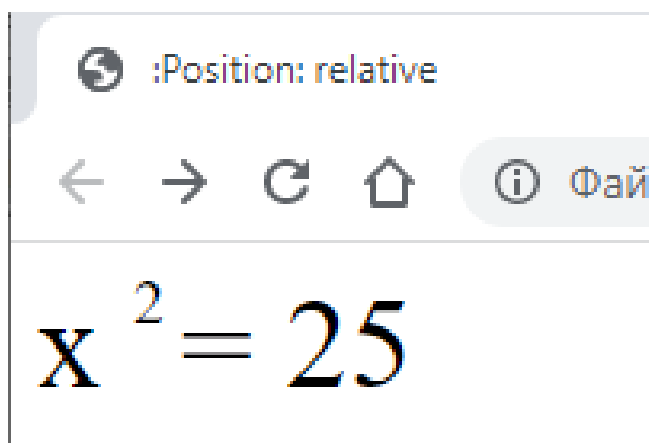 :Position: relative
Фай
x ² = 25